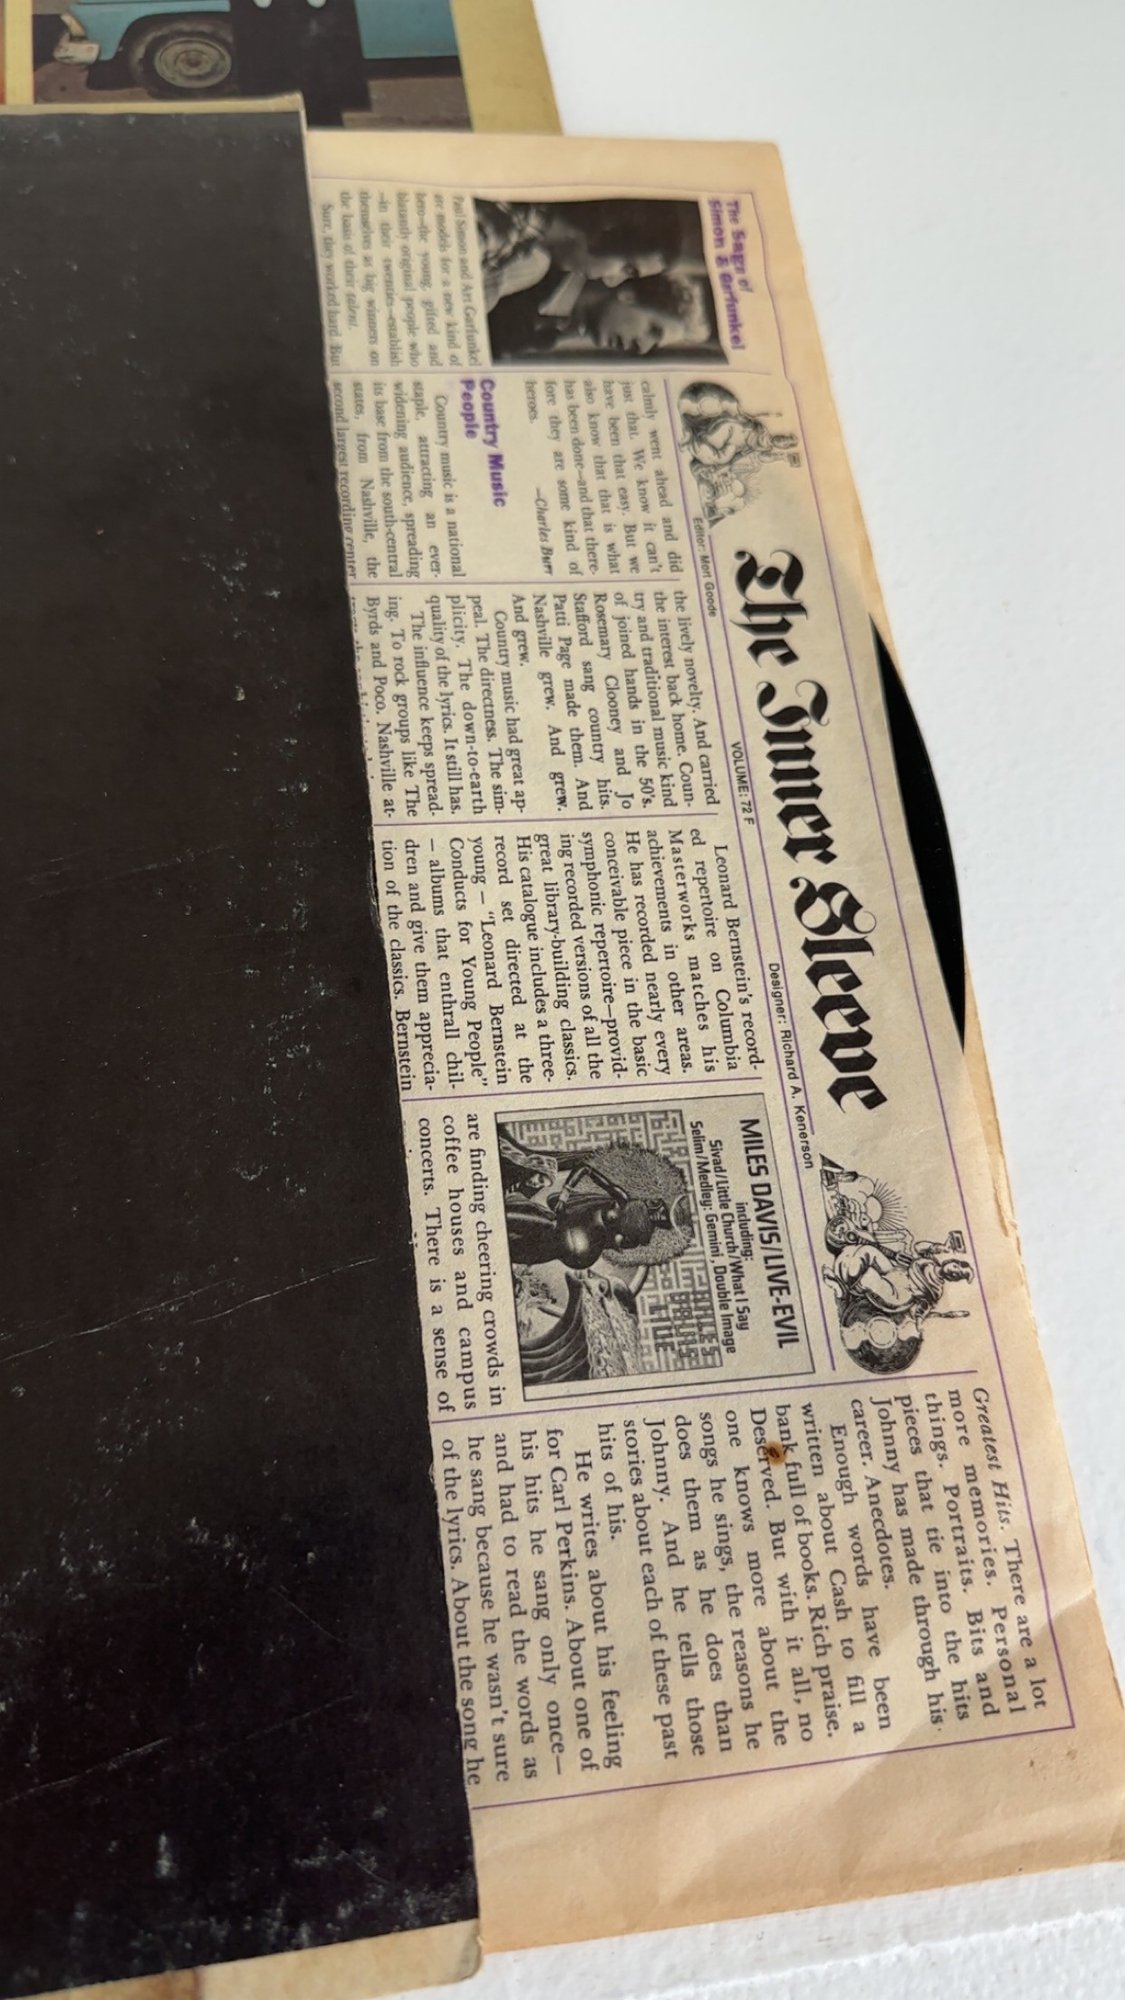 The Inner Sleeve
Editor: Mort Goode
VOLUME: 72 F
Designer: Richard A. Kenerson
The Saga of
Simon & Garfunkel
Paul Simon and Art Garfunkel
are models for a new kind of
hero—the young, gifted and
blatantly original people who
—in their twenties—establish
themselves as big winners on
the basis of their talent.
Sure, they worked hard. But
calmly went ahead and did
just that. We know it can't
have been that easy. But we
also know that that is what
has been done—and that there-
fore they are some kind of
heroes.
—Charles Burr
Country Music
People
Country music is a national
staple, attracting an ever-
widening audience, spreading
its base from the south-central
states, from Nashville, the
second largest recording center
the lively novelty. And carried
the interest back home. Coun-
try and traditional music kind
of joined hands in the 50's.
Rosemary Clooney and Jo
Stafford sang country hits.
Patti Page made them. And
Nashville grew. And grew.
And grew.
Country music had great ap-
peal. The directness. The sim-
plicity. The down-to-earth
quality of the lyrics. It still has.
The influence keeps spread-
ing. To rock groups like The
Byrds and Poco. Nashville at-
Leonard Bernstein's record-
ed repertoire on Columbia
Masterworks matches his
achievements in other areas.
He has recorded nearly every
conceivable piece in the basic
symphonic repertoire—provid-
ing recorded versions of all the
great library-building classics.
His catalogue includes a three-
record set directed at the
young – "Leonard Bernstein
Conducts for Young People"
– albums that enthrall chil-
dren and give them apprecia-
tion of the classics. Bernstein
MILES DAVIS/LIVE-EVIL
including:
Sivad/Little Church/What I Say
Selim/Medley: Gemini, Double Image
are finding cheering crowds in
coffee houses and campus
concerts. There is a sense of
Greatest Hits. There are a lot
more memories. Personal
things. Portraits. Bits and
pieces that tie into the hits
Johnny has made through his
career. Anecdotes.
Enough words have been
written about Cash to fill a
bank full of books. Rich praise.
Deserved. But with it all, no
one knows more about the
songs he sings, the reasons he
does them as he does than
Johnny. And he tells those
stories about each of these past
hits of his.
He writes about his feeling
for Carl Perkins. About one of
his hits he sang only once—
and had to read the words as
he sang because he wasn't sure
of the lyrics. About the song he